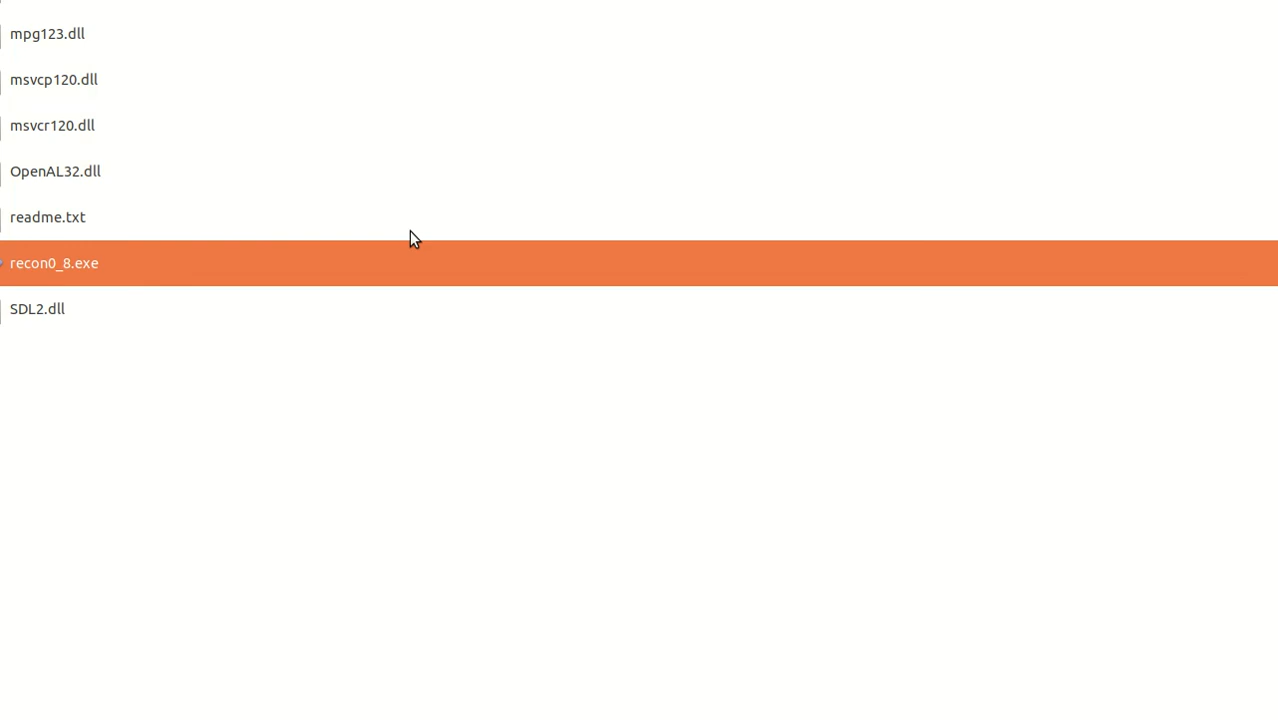 mpg123.dll
msvcp120.dll
msvcr120.dll
OpenAL32.dll
readme.txt
recon0_8.exe
SDL2.dll